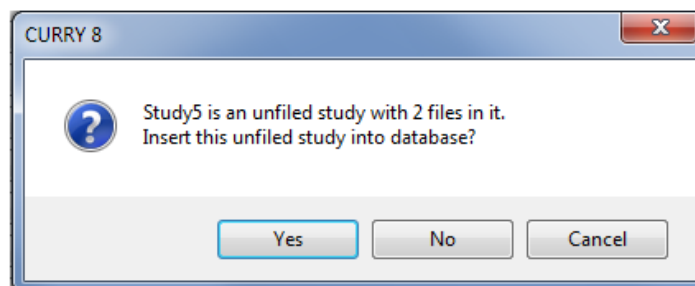 CURRY 8
Study5 is an unfiled study with 2 files in it.
Insert this unfiled study into database?
Yes
No
Cancel